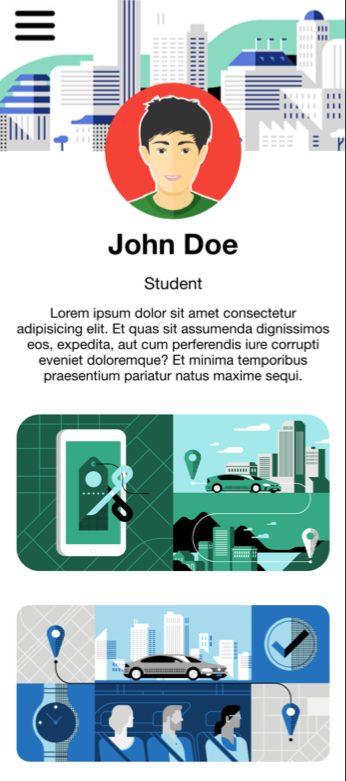 John Doe
Student
Lorem ipsum dolor sit amet consectetur
adipisicing elit. Et quas sit assumenda dignissimos
eos, expedita, aut cum perferendis iure corrupti
eveniet doloremque? Et minima temporibus
praesentium pariatur natus maxime sequi.